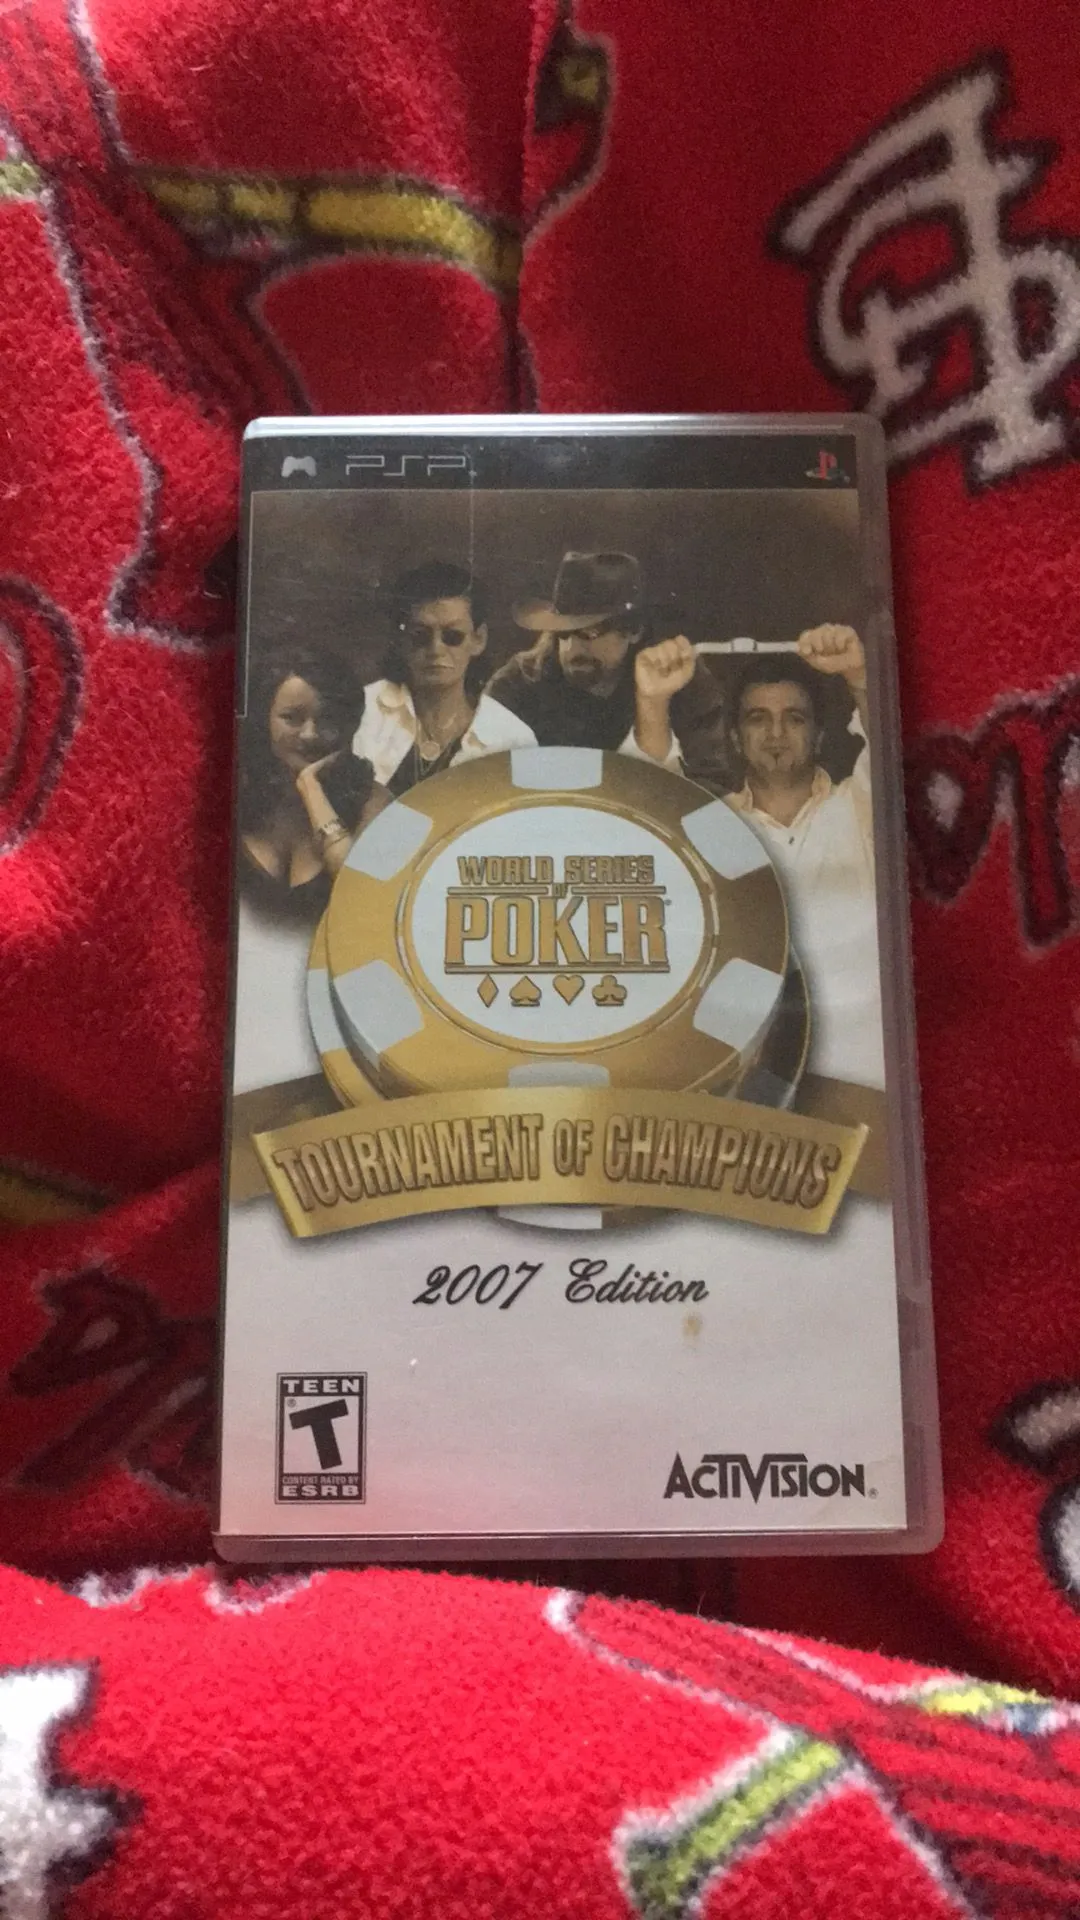 PSP
WORLD SERIES
OF
POKER
TOURNAMENT OF CHAMPIONS
2007 Edition
TEEN
T
CONTENT RATED BY
ESRB
ACTIVISION